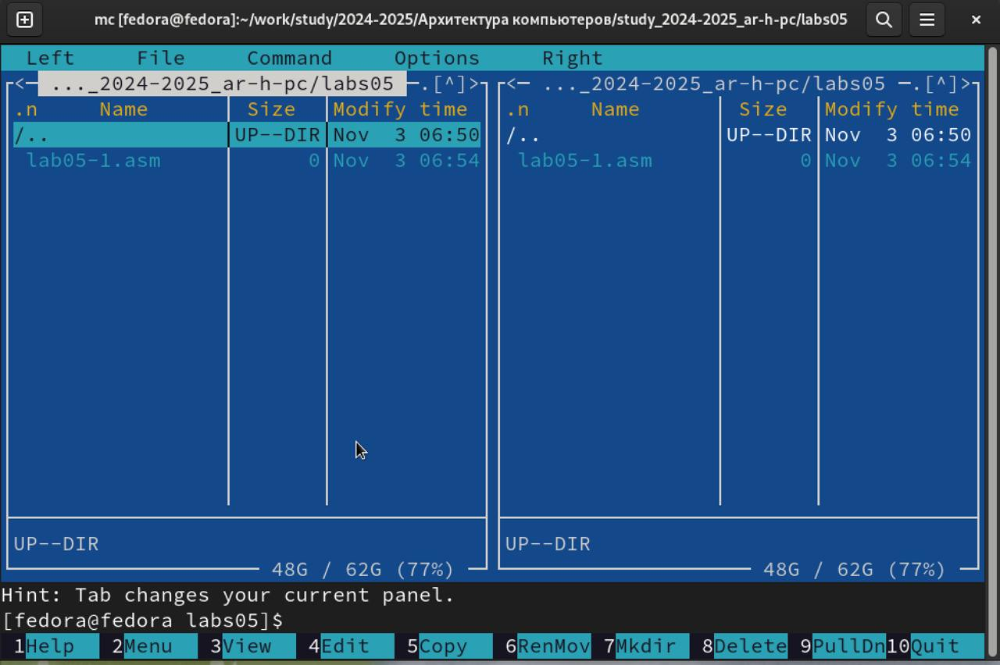 mc [fedora@fedora]:~/work/study/2024-2025/Архитектура компьютеров/study_2024-2025_ar-h-pc/labs05
Left File Command Options Right
<─ ..._2024-2025_ar-h-pc/labs05 ─.[^]>
.n Name Size Modify time
/.. UP--DIR Nov 3 06:50
lab05-1.asm 0 Nov 3 06:54
UP--DIR
48G / 62G (77%)
<─ ..._2024-2025_ar-h-pc/labs05 ─.[^]>
.n Name Size Modify time
/.. UP--DIR Nov 3 06:50
lab05-1.asm 0 Nov 3 06:54
UP--DIR
48G / 62G (77%)
Hint: Tab changes your current panel.
[fedora@fedora labs05]$
1Help 2Menu 3View 4Edit 5Copy 6RenMov 7Mkdir 8Delete 9PullDn 10Quit